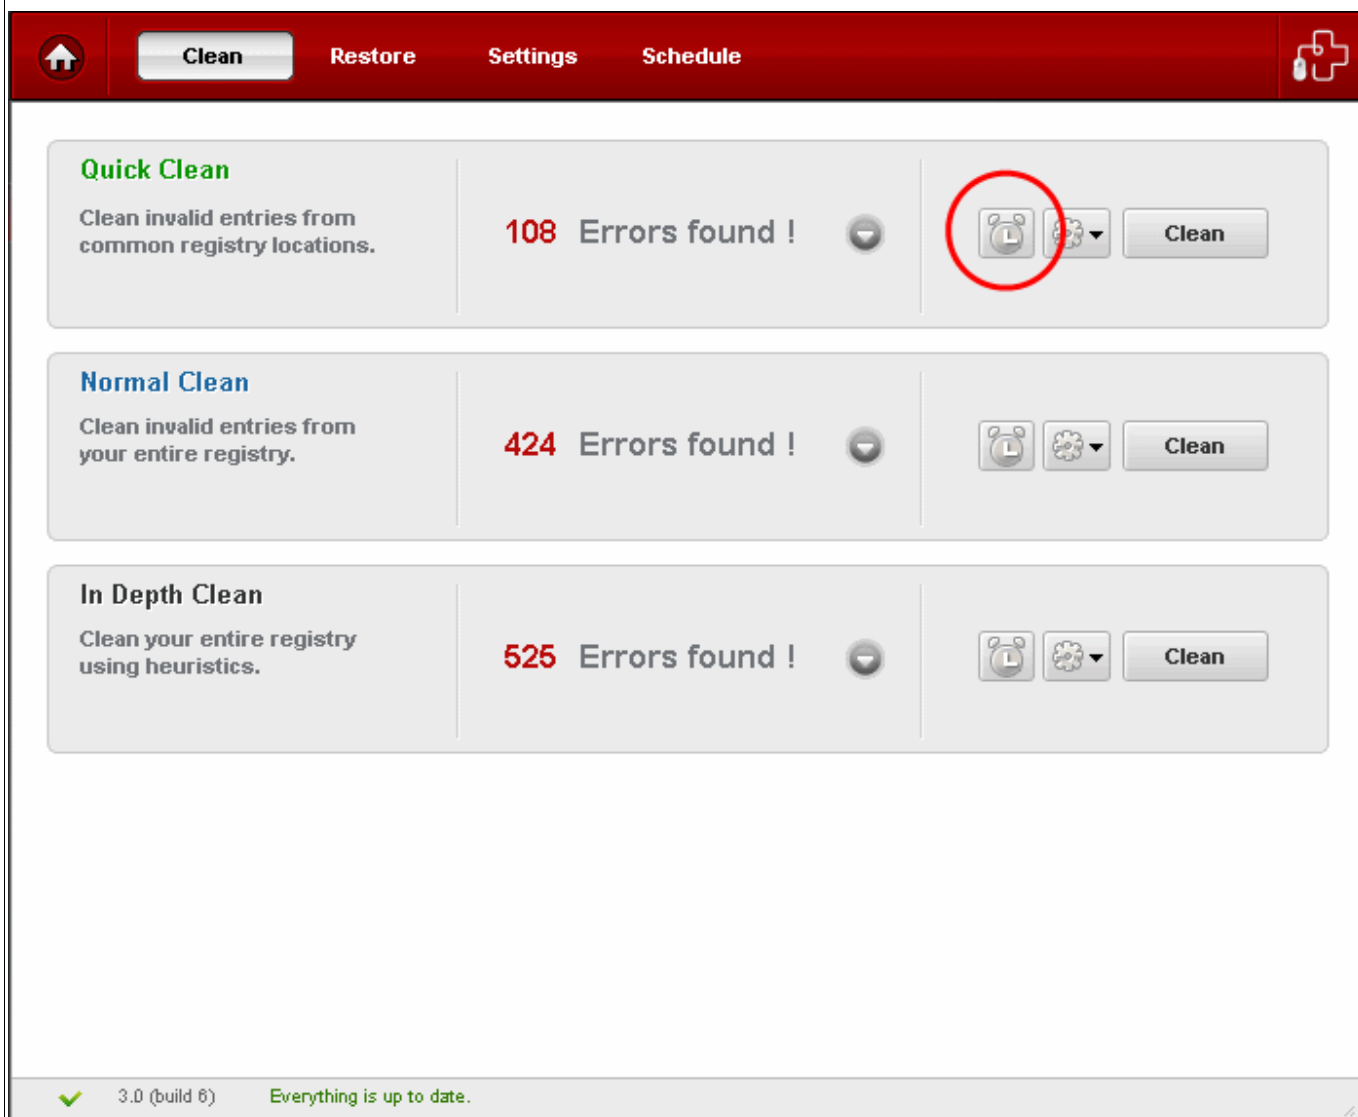 Clean Restore Settings Schedule
Quick Clean
Clean invalid entries from
common registry locations.
108 Errors found !
Clean
Normal Clean
Clean invalid entries from
your entire registry.
424 Errors found !
Clean
In Depth Clean
Clean your entire registry
using heuristics.
525 Errors found !
Clean
3.0 (build 6) Everything is up to date.